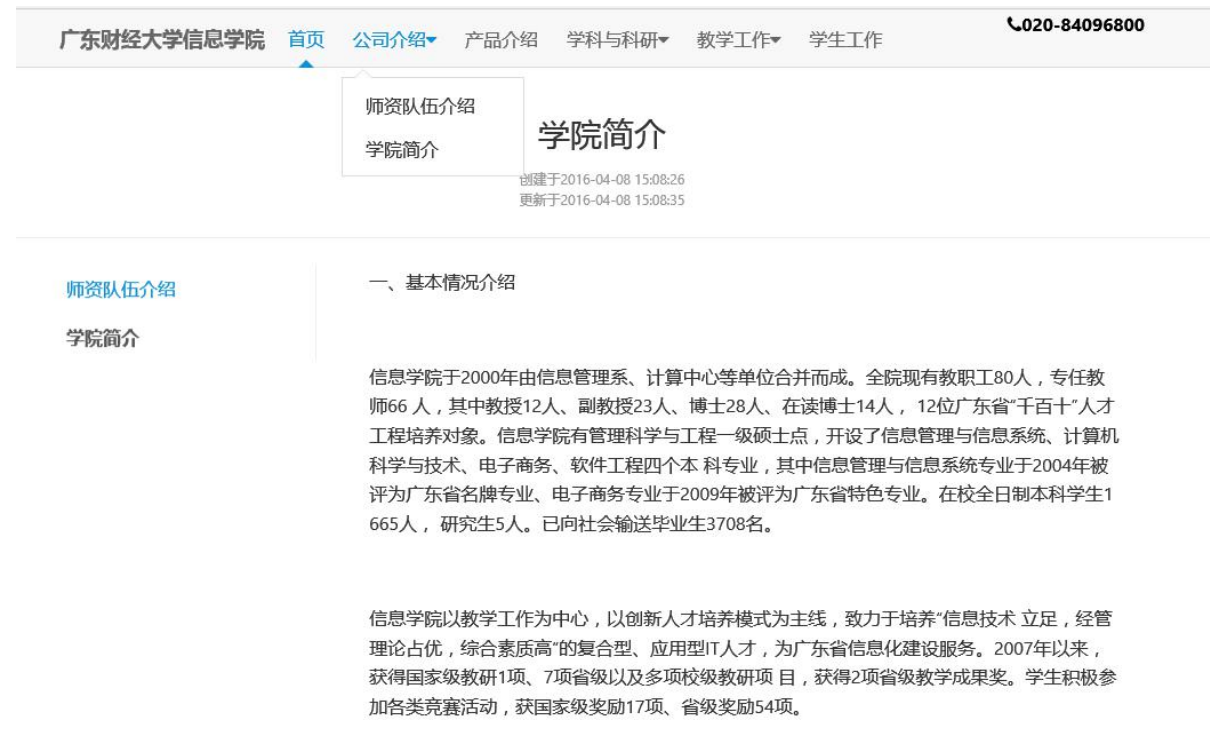 广东财经大学信息学院 首页 公司介绍▾ 产品介绍 学科与科研▾ 教学工作▾ 学生工作 020-84096800
师资队伍介绍
学院简介
学院简介
创建于2016-04-08 15:08:26
更新于2016-04-08 15:08:35
师资队伍介绍
学院简介
一、基本情况介绍
信息学院于2000年由信息管理系、计算中心等单位合并而成。全院现有教职工80人，专任教
师66 人，其中教授12人、副教授23人、博士28人、在读博士14人， 12位广东省“千百十”人才
工程培养对象。信息学院有管理科学与工程一级硕士点，开设了信息管理与信息系统、计算机
科学与技术、电子商务、软件工程四个本 科专业，其中信息管理与信息系统专业于2004年被
评为广东省名牌专业、电子商务专业于2009年被评为广东省特色专业。在校全日制本科学生1
665人， 研究生5人。已向社会输送毕业生3708名。
信息学院以教学工作为中心，以创新人才培养模式为主线，致力于培养“信息技术 立足，经管
理论占优，综合素质高”的复合型、应用型IT人才，为广东省信息化建设服务。2007年以来，
获得国家级教研1项、7项省级以及多项校级教研项 目，获得2项省级教学成果奖。学生积极参
加各类竞赛活动，获国家级奖励17项、省级奖励54项。